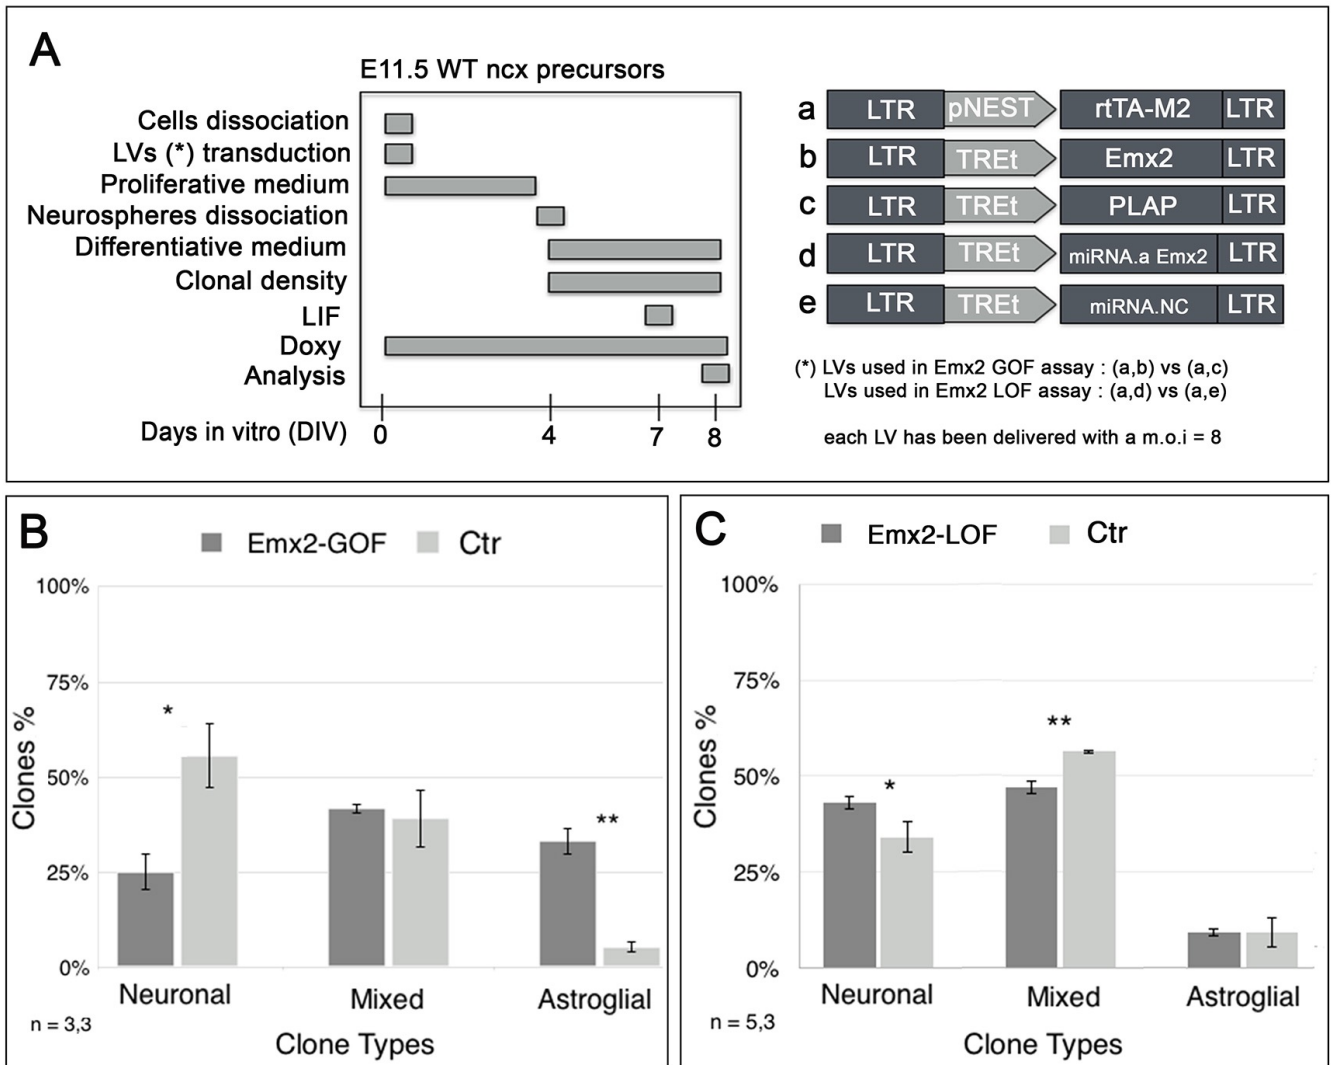 A
E11.5 WT ncx precursors
Cells dissociation
LVs (*) transduction
Proliferative medium
Neurospheres dissociation
Differentiative medium
Clonal density
LIF
Doxy
Analysis
Days in vitro (DIV)
0 4 7 8
a LTR pNEST rtTA-M2 LTR
b LTR TREt Emx2 LTR
c LTR TREt PLAP LTR
d LTR TREt miRNA.a Emx2 LTR
e LTR TREt miRNA.NC LTR
(*) LVs used in Emx2 GOF assay : (a,b) vs (a,c)
LVs used in Emx2 LOF assay : (a,d) vs (a,e)
each LV has been delivered with a m.o.i = 8
B
Emx2-GOF Ctr
100%
75%
50%
25%
0%
Clones %
*
**
Neuronal Mixed Astroglial
n = 3,3
Clone Types
C
Emx2-LOF Ctr
100%
75%
50%
25%
0%
Clones %
*
**
Neuronal Mixed Astroglial
n = 5,3
Clone Types